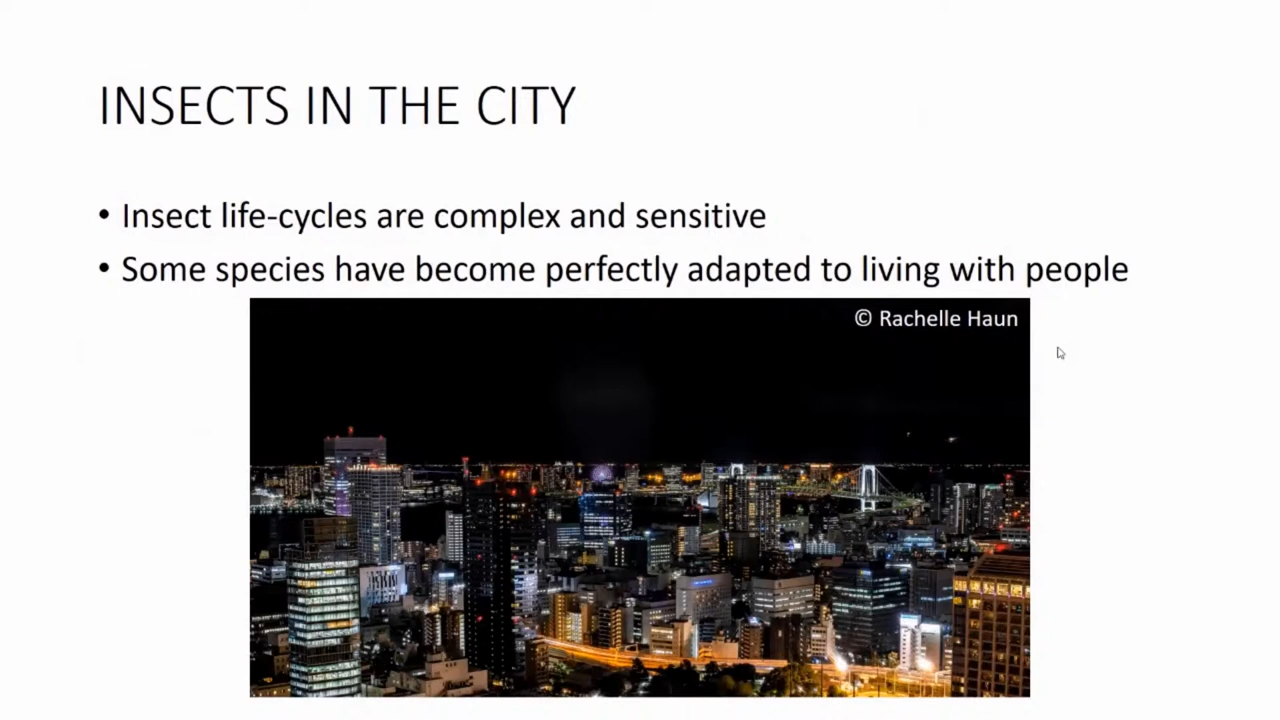 INSECTS IN THE CITY
• Insect life-cycles are complex and sensitive
• Some species have become perfectly adapted to living with people
© Rachelle Haun